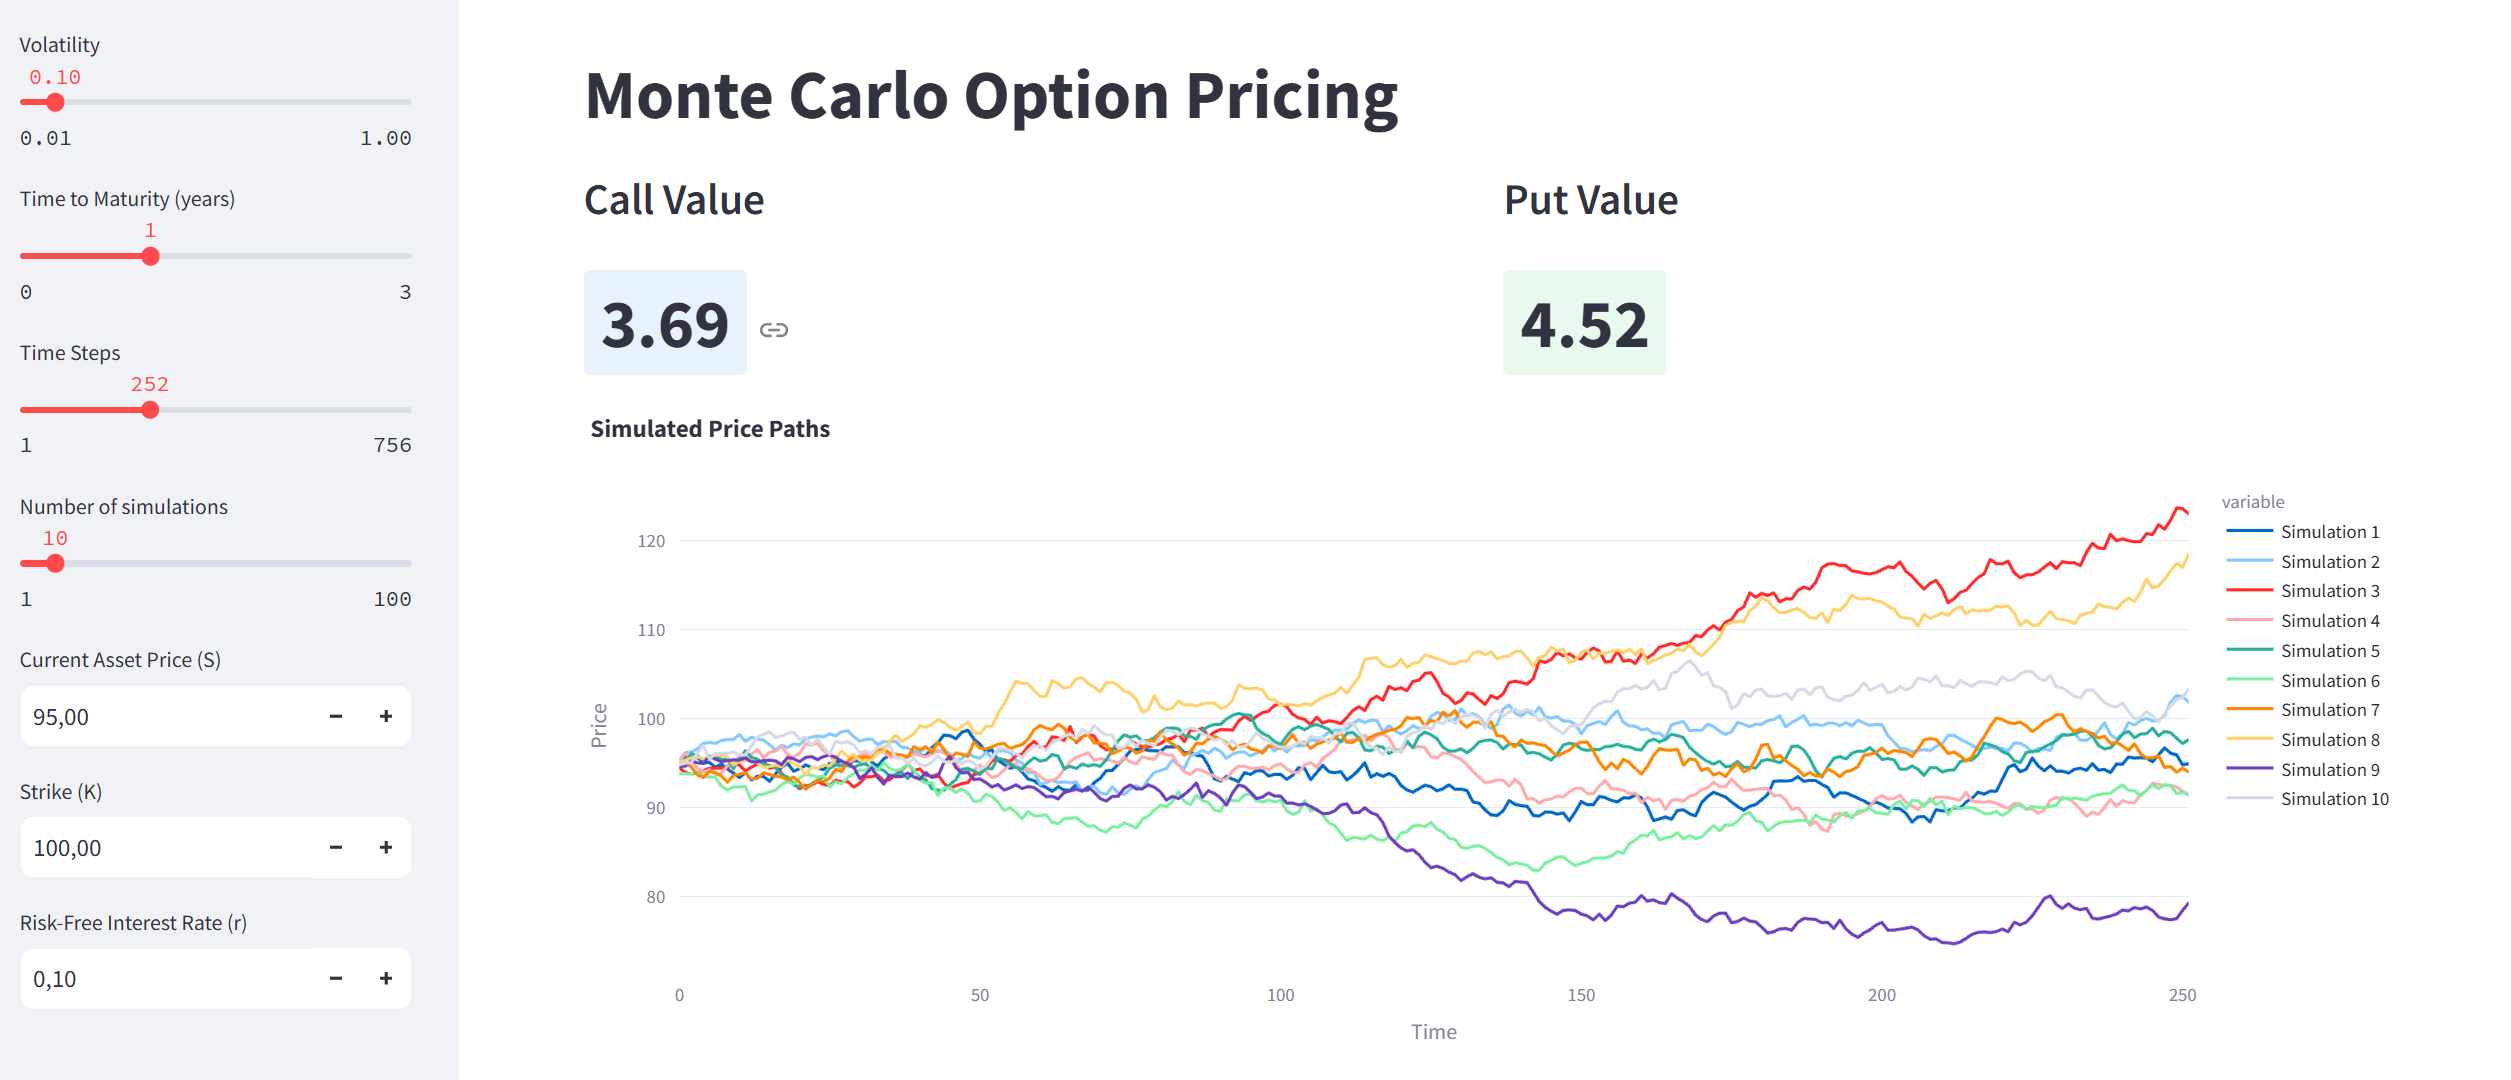 Volatility
0.10
0.01 1.00
Time to Maturity (years)
1
0 3
Time Steps
252
1 756
Number of simulations
10
1 100
Current Asset Price (S)
95,00 − +
Strike (K)
100,00 − +
Risk-Free Interest Rate (r)
0,10 − +
Monte Carlo Option Pricing
Call Value
3.69
Put Value
4.52
Simulated Price Paths
Price
120
110
100
90
80
0 50 100 150 200 250
Time
variable
Simulation 1
Simulation 2
Simulation 3
Simulation 4
Simulation 5
Simulation 6
Simulation 7
Simulation 8
Simulation 9
Simulation 10